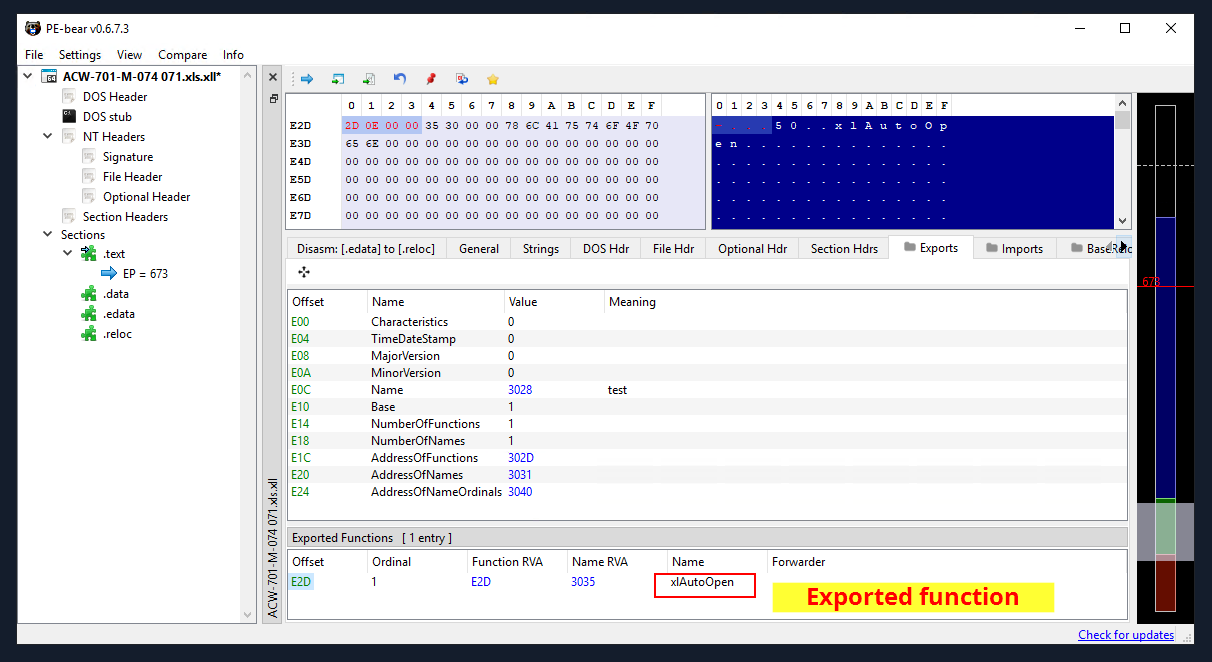 PE-bear v0.6.7.3
File Settings View Compare Info
ACW-701-M-074 071.xls.xll*
DOS Header
DOS stub
NT Headers
Signature
File Header
Optional Header
Section Headers
Sections
.text
EP = 673
.data
.edata
.reloc
ACW-701-M-074 071.xls.xll
0 1 2 3 4 5 6 7 8 9 A B C D E F
E2D 2D 0E 00 00 35 30 00 00 78 6C 41 75 74 6F 4F 70
E3D 65 6E 00 00 00 00 00 00 00 00 00 00 00 00 00 00
E4D 00 00 00 00 00 00 00 00 00 00 00 00 00 00 00 00
E5D 00 00 00 00 00 00 00 00 00 00 00 00 00 00 00 00
E6D 00 00 00 00 00 00 00 00 00 00 00 00 00 00 00 00
E7D 00 00 00 00 00 00 00 00 00 00 00 00 00 00 00 00
0 1 2 3 4 5 6 7 8 9 A B C D E F
- . . . 5 0 . . x l A u t o O p
e n . . . . . . . . . . . . . .
. . . . . . . . . . . . . . . .
. . . . . . . . . . . . . . . .
. . . . . . . . . . . . . . . .
. . . . . . . . . . . . . . . .
Disasm: [.edata] to [.reloc] General Strings DOS Hdr File Hdr Optional Hdr Section Hdrs Exports Imports BaseReloc
Offset Name Value Meaning
E00 Characteristics 0
E04 TimeDateStamp 0
E08 MajorVersion 0
E0A MinorVersion 0
E0C Name 3028 test
E10 Base 1
E14 NumberOfFunctions 1
E18 NumberOfNames 1
E1C AddressOfFunctions 302D
E20 AddressOfNames 3031
E24 AddressOfNameOrdinals 3040
Exported Functions [ 1 entry ]
Offset Ordinal Function RVA Name RVA Name Forwarder
E2D 1 E2D 3035 xlAutoOpen
Exported function
673
Check for updates